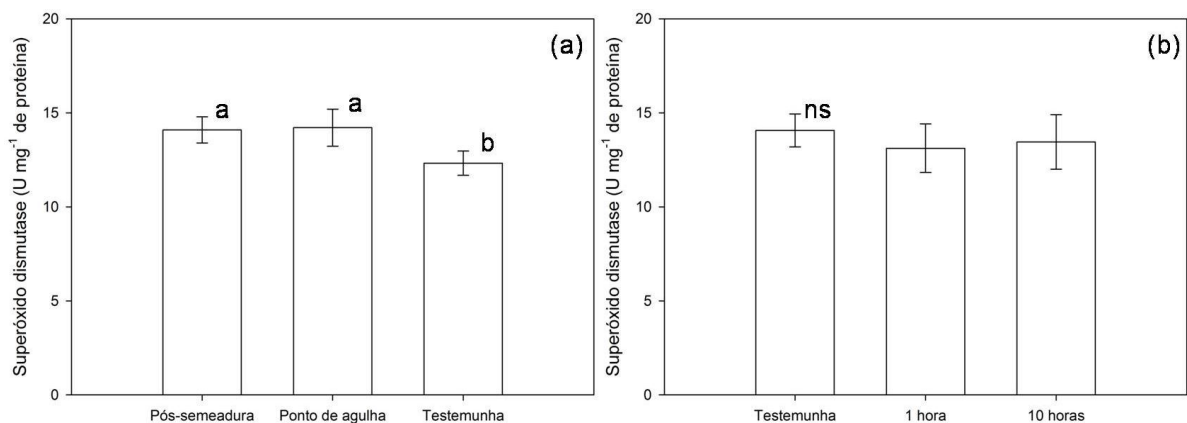 Superóxido dismutase (U mg⁻¹ de proteína)
20
15
10
5
0
(a)
a
a
b
Pós-semeadura
Ponto de agulha
Testemunha
Superóxido dismutase (U mg⁻¹ de proteína)
20
15
10
5
0
(b)
ns
Testemunha
1 hora
10 horas